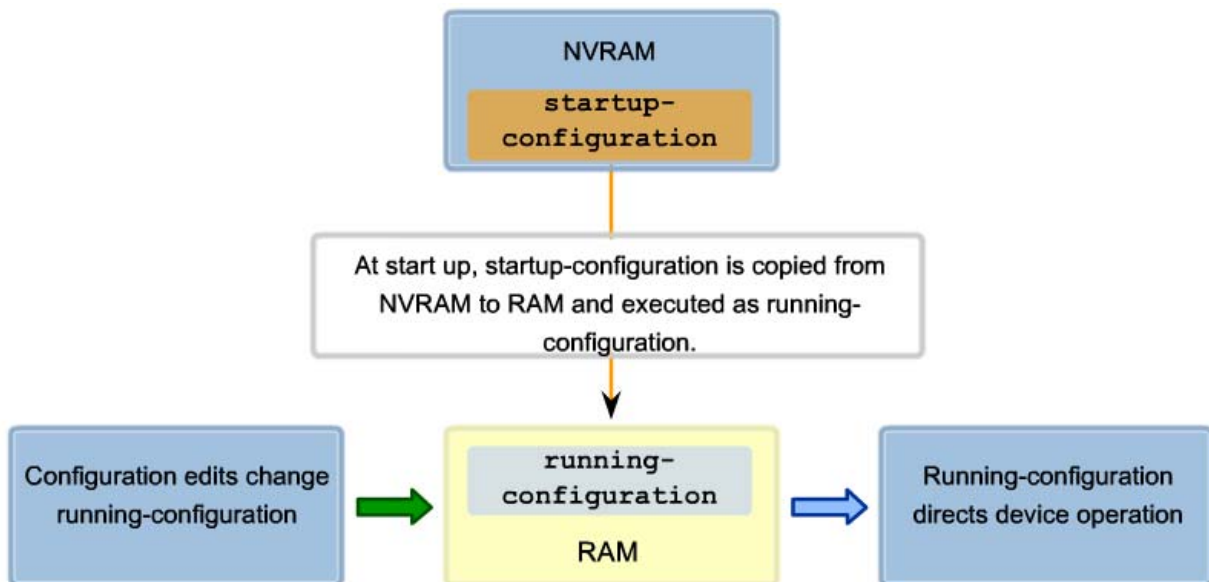 NVRAM
startup-
configuration
At start up, startup-configuration is copied from
NVRAM to RAM and executed as running-
configuration.
Configuration edits change
running-configuration
running-
configuration
RAM
Running-configuration
directs device operation